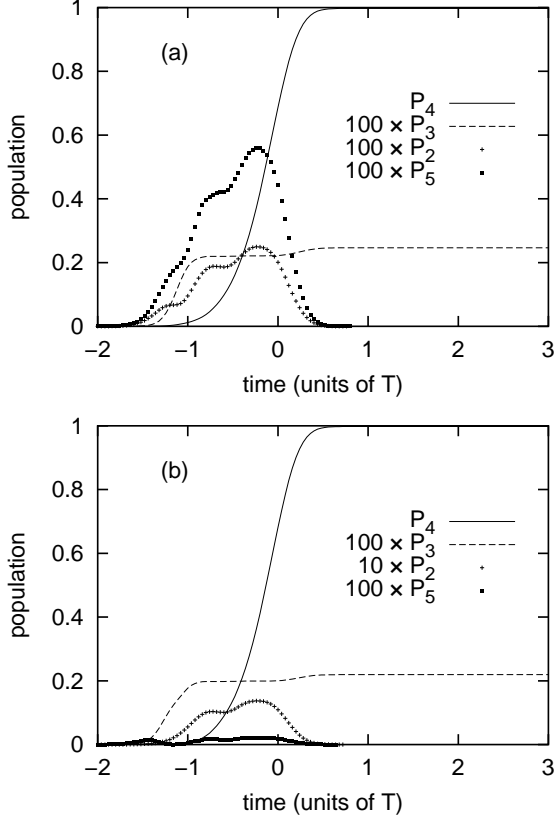 1
(a)
0.8
P4
100 × P3
100 × P2
100 × P5
0.6
population
0.4
0.2
0
−2 −1 0 1 2 3
time (units of T)
1
(b)
0.8
P4
100 × P3
10 × P2
100 × P5
0.6
population
0.4
0.2
0
−2 −1 0 1 2 3
time (units of T)